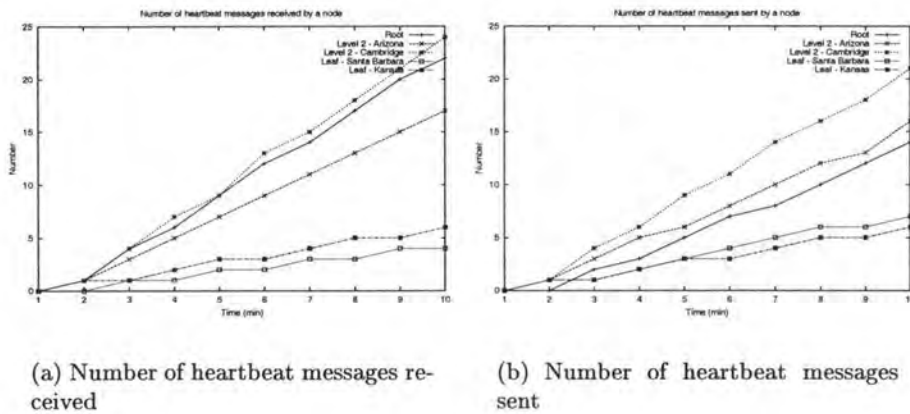 Number of heartbeat messages received by a node
25
20
15
10
5
0
Number
1 2 3 4 5 6 7 8 9 10
Time (min)
Root
Level 2 - Arizona
Level 2 - Cambridge
Leaf - Santa Barbara
Leaf - Kansas
Number of heartbeat messages sent by a node
25
20
15
10
5
0
Number
1 2 3 4 5 6 7 8 9 10
Time (min)
Root
Level 2 - Arizona
Level 2 - Cambridge
Leaf - Santa Barbara
Leaf - Kansas
(a) Number of heartbeat messages re-
ceived
(b) Number of heartbeat messages
sent